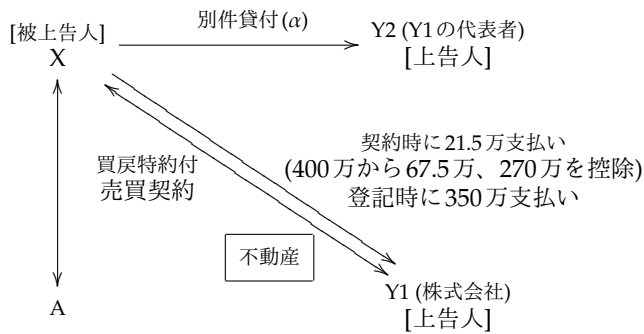 別件貸付(α)
[被上告人]
X
Y2 (Y1の代表者)
[上告人]
契約時に21.5万支払い
(400万から67.5万、270万を控除)
登記時に350万支払い
買戻特約付
売買契約
不動産
A
Y1 (株式会社)
[上告人]